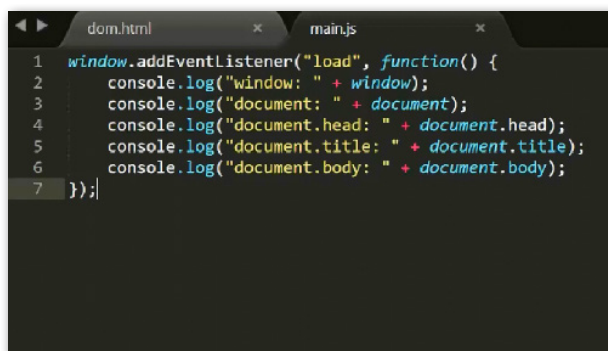 dom.html × main.js ×
1 window.addEventListener("load", function() {
2     console.log("window: " + window);
3     console.log("document: " + document);
4     console.log("document.head: " + document.head);
5     console.log("document.title: " + document.title);
6     console.log("document.body: " + document.body);
7 });